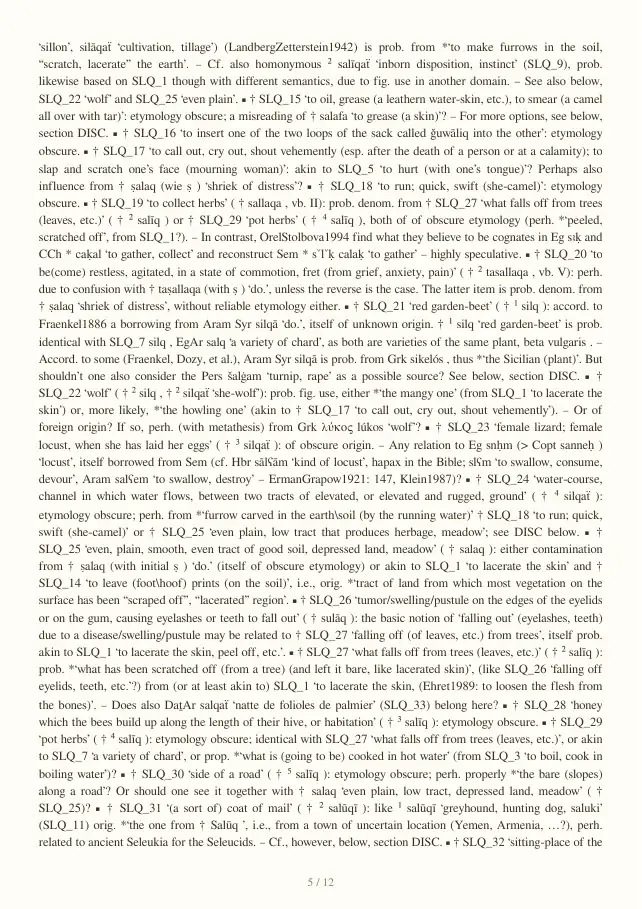 ‘sillon’, silāqaẗ ‘cultivation, tillage’) (LandbergZetterstein1942) is prob. from *‘to make furrows in the soil,
“scratch, lacerate” the earth’. – Cf. also homonymous ² salīqaẗ ‘inborn disposition, instinct’ (SLQ_9), prob.
likewise based on SLQ_1 though with different semantics, due to fig. use in another domain. – See also below,
SLQ_22 ‘wolf’ and SLQ_25 ‘even plain’. ▪ † SLQ_15 ‘to oil, grease (a leathern water-skin, etc.), to smear (a camel
all over with tar)’: etymology obscure; a misreading of † salafa ‘to grease (a skin)’? – For more options, see below,
section DISC. ▪ † SLQ_16 ‘to insert one of the two loops of the sack called ǧuwāliq into the other’: etymology
obscure. ▪ † SLQ_17 ‘to call out, cry out, shout vehemently (esp. after the death of a person or at a calamity); to
slap and scratch one’s face (mourning woman)’: akin to SLQ_5 ‘to hurt (with one’s tongue)’? Perhaps also
influence from † ṣalaq (wie ṣ ) ‘shriek of distress’? ▪ † SLQ_18 ‘to run; quick, swift (she-camel)’: etymology
obscure. ▪ † SLQ_19 ‘to collect herbs’ ( † sallaqa , vb. II): prob. denom. from † SLQ_27 ‘what falls off from trees
(leaves, etc.)’ ( † ² salīq ) or † SLQ_29 ‘pot herbs’ ( † ⁴ salīq ), both of of obscure etymology (perh. *‘peeled,
scratched off’, from SLQ_1?). – In contrast, OrelStolbova1994 find what they believe to be cognates in Eg sıḳ and
CCh * caḳal ‘to gather, collect’ and reconstruct Sem * s˅l˅ḳ calaḳ ‘to gather’ – highly speculative. ▪ † SLQ_20 ‘to
be(come) restless, agitated, in a state of commotion, fret (from grief, anxiety, pain)’ ( † ² tasallaqa , vb. V): perh.
due to confusion with † taṣallaqa (with ṣ ) ‘do.’, unless the reverse is the case. The latter item is prob. denom. from
† ṣalaq ‘shriek of distress’, without reliable etymology either. ▪ † SLQ_21 ‘red garden-beet’ ( † ¹ silq ): accord. to
Fraenkel1886 a borrowing from Aram Syr silqā ‘do.’, itself of unknown origin. † ¹ silq ‘red garden-beet’ is prob.
identical with SLQ_7 silq , EgAr salq ‘a variety of chard’, as both are varieties of the same plant, beta vulgaris . –
Accord. to some (Fraenkel, Dozy, et al.), Aram Syr silqā is prob. from Grk sikelós , thus *‘the Sicilian (plant)’. But
shouldn’t one also consider the Pers šalġam ‘turnip, rape’ as a possible source? See below, section DISC. ▪ †
SLQ_22 ‘wolf’ ( † ² silq , † ² silqaẗ ‘she-wolf’): prob. fig. use, either *‘the mangy one’ (from SLQ_1 ‘to lacerate the
skin’) or, more likely, *‘the howling one’ (akin to † SLQ_17 ‘to call out, cry out, shout vehemently’). – Or of
foreign origin? If so, perh. (with metathesis) from Grk λύκος lúkos ‘wolf’? ▪ † SLQ_23 ‘female lizard; female
locust, when she has laid her eggs’ ( † ³ silqaẗ ): of obscure origin. – Any relation to Eg snḥm (> Copt sanneḥ )
‘locust’, itself borrowed from Sem (cf. Hbr sālʕām ‘kind of locust’, hapax in the Bible; slʕm ‘to swallow, consume,
devour’, Aram salʕem ‘to swallow, destroy’ – ErmanGrapow1921: 147, Klein1987)? ▪ † SLQ_24 ‘water-course,
channel in which water flows, between two tracts of elevated, or elevated and rugged, ground’ ( † ⁴ silqaẗ ):
etymology obscure; perh. from *‘furrow carved in the earth\soil (by the running water)’ † SLQ_18 ‘to run; quick,
swift (she-camel)’ or † SLQ_25 ‘even plain, low tract that produces herbage, meadow’; see DISC below. ▪ †
SLQ_25 ‘even, plain, smooth, even tract of good soil, depressed land, meadow’ ( † salaq ): either contamination
from † ṣalaq (with initial ṣ ) ‘do.’ (itself of obscure etymology) or akin to SLQ_1 ‘to lacerate the skin’ and †
SLQ_14 ‘to leave (foot\hoof) prints (on the soil)’, i.e., orig. *‘tract of land from which most vegetation on the
surface has been “scraped off”, “lacerated” region’. ▪ † SLQ_26 ‘tumor/swelling/pustule on the edges of the eyelids
or on the gum, causing eyelashes or teeth to fall out’ ( † sulāq ): the basic notion of ‘falling out’ (eyelashes, teeth)
due to a disease/swelling/pustule may be related to † SLQ_27 ‘falling off (of leaves, etc.) from trees’, itself prob.
akin to SLQ_1 ‘to lacerate the skin, peel off, etc.’. ▪ † SLQ_27 ‘what falls off from trees (leaves, etc.)’ ( † ² salīq ):
prob. *‘what has been scratched off (from a tree) (and left it bare, like lacerated skin)’, (like SLQ_26 ‘falling off
eyelids, teeth, etc.’?) from (or at least akin to) SLQ_1 ‘to lacerate the skin, (Ehret1989: to loosen the flesh from
the bones)’. – Does also DaṯAr salqaẗ ‘natte de folioles de palmier’ (SLQ_33) belong here? ▪ † SLQ_28 ‘honey
which the bees build up along the length of their hive, or habitation’ ( † ³ salīq ): etymology obscure. ▪ † SLQ_29
‘pot herbs’ ( † ⁴ salīq ): etymology obscure; identical with SLQ_27 ‘what falls off from trees (leaves, etc.)’, or akin
to SLQ_7 ‘a variety of chard’, or prop. *‘what is (going to be) cooked in hot water’ (from SLQ_3 ‘to boil, cook in
boiling water’)? ▪ † SLQ_30 ‘side of a road’ ( † ⁵ salīq ): etymology obscure; perh. properly *‘the bare (slopes)
along a road’? Or should one see it together with † salaq ‘even plain, low tract, depressed land, meadow’ ( †
SLQ_25)? ▪ † SLQ_31 ‘(a sort of) coat of mail’ ( † ² salūqī ): like ¹ salūqī ‘greyhound, hunting dog, saluki’
(SLQ_11) orig. *‘the one from † Salūq ’, i.e., from a town of uncertain location (Yemen, Armenia, …?), perh.
related to ancient Seleukia for the Seleucids. – Cf., however, below, section DISC. ▪ † SLQ_32 ‘sitting-place of the
5 / 12